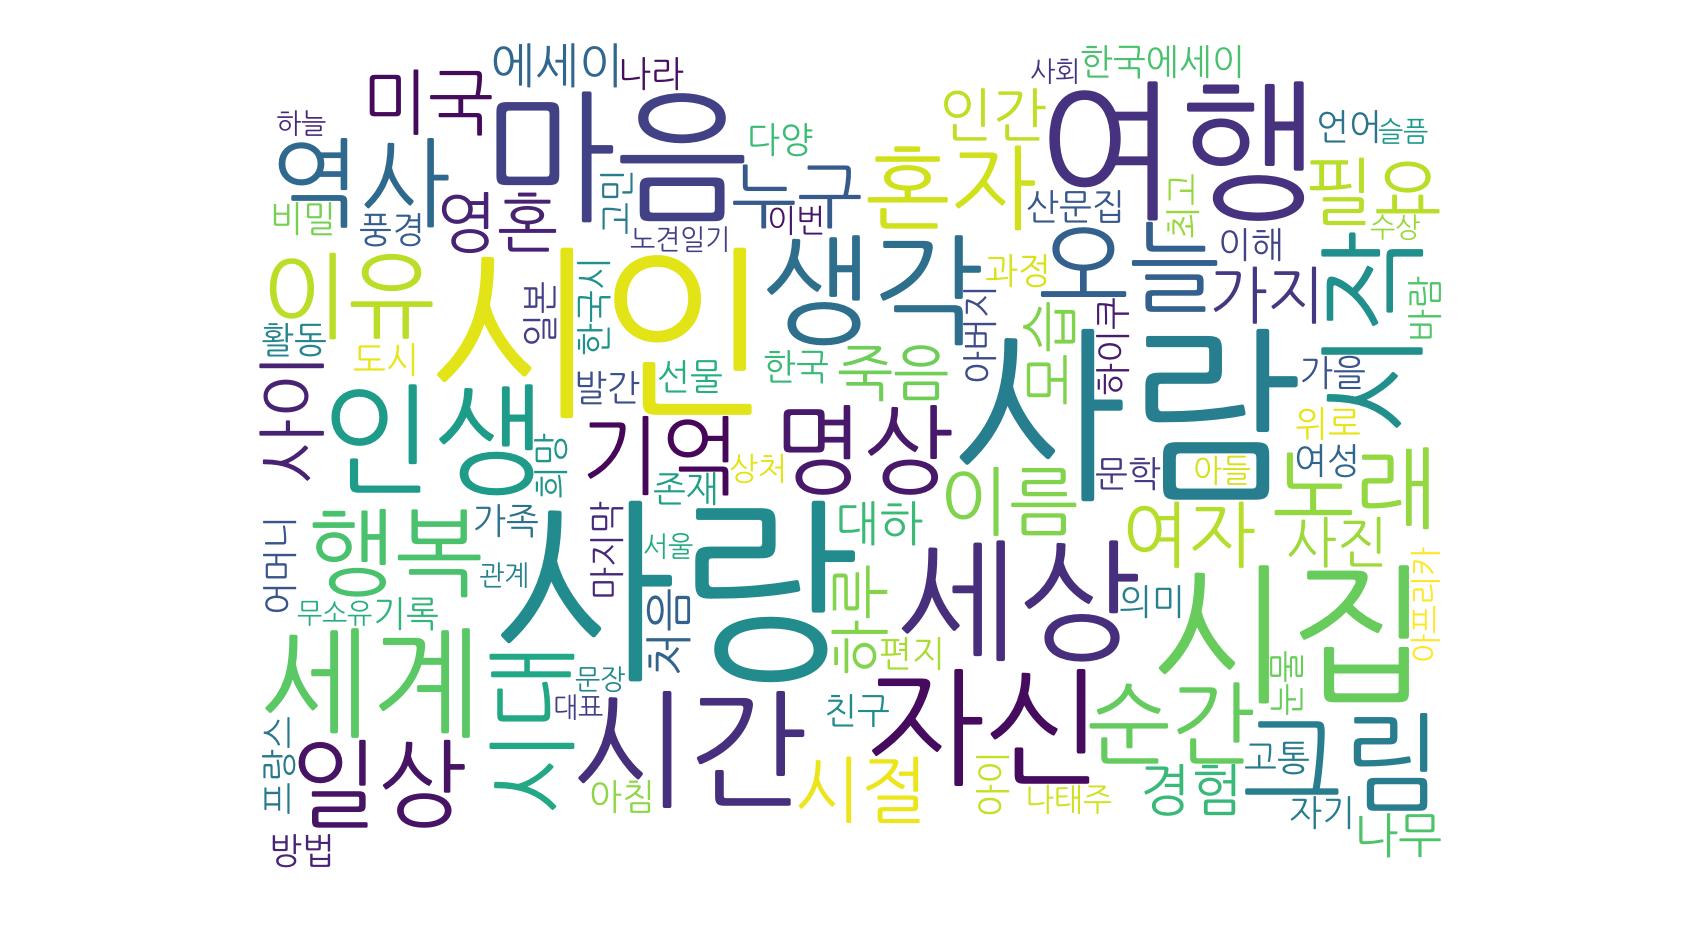 에세이
나라
사회
한국에세이
미국
마음
여행
인간
하늘
언어
슬픔
다양
역사
혼자
필요
고민
누구
산문집
최고
비밀
풍경
영혼
이번
수상
노견일기
오늘
이해
이유
시인
생각
과정
가지
시작
일본
한국시
바람
아버지
모습
하이쿠
활동
도시
발간
선물
한국
죽음
사람
가을
사이
인생
기억
명상
위로
희망
상처
문학
아들
여성
존재
이름
노래
행복
가족
사랑
마지막
서울
대하
여자
사진
어머니
관계
세상
아프리카
무소유
기록
처음
하루
의미
시집
세계
편지
눈물
시대
문장
대표
시간
친구
자신
순간
그림
프랑스
일상
고통
아침
시절
아이
나태주
경험
자기
나무
방법